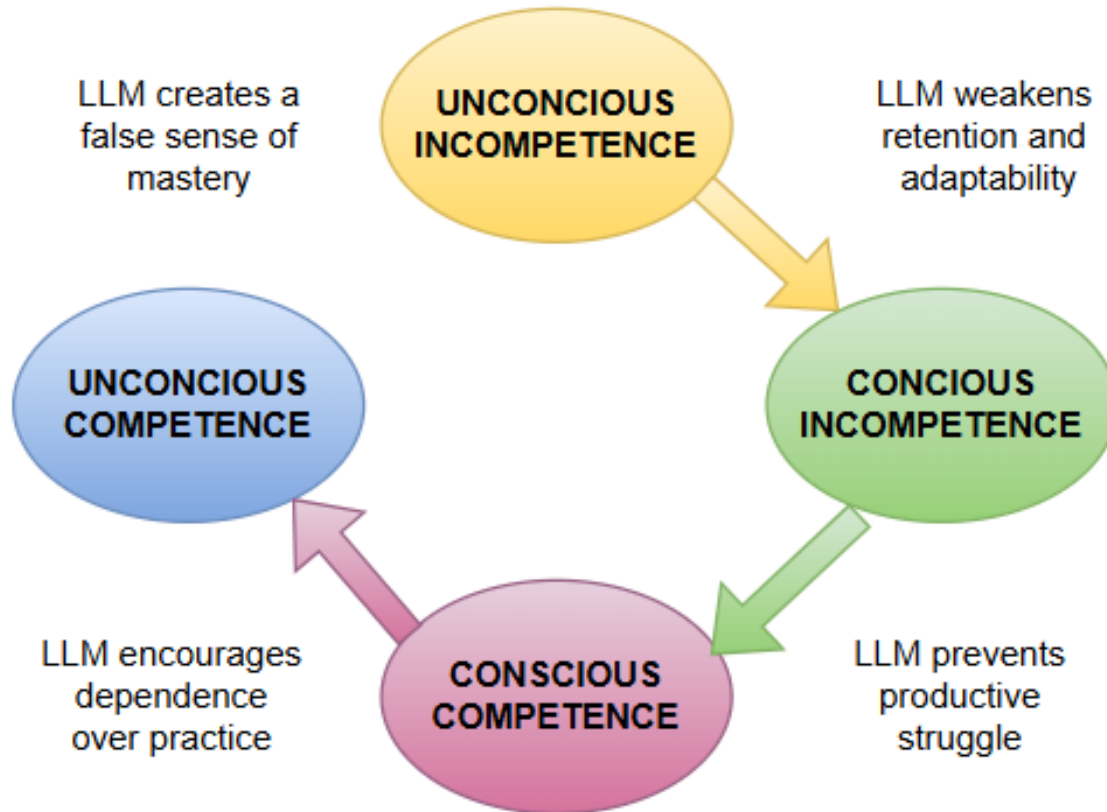 LLM creates a
false sense of
mastery
UNCONCIOUS
INCOMPETENCE
LLM weakens
retention and
adaptability
UNCONCIOUS
COMPETENCE
CONCIOUS
INCOMPETENCE
LLM encourages
dependence
over practice
CONSCIOUS
COMPETENCE
LLM prevents
productive
struggle